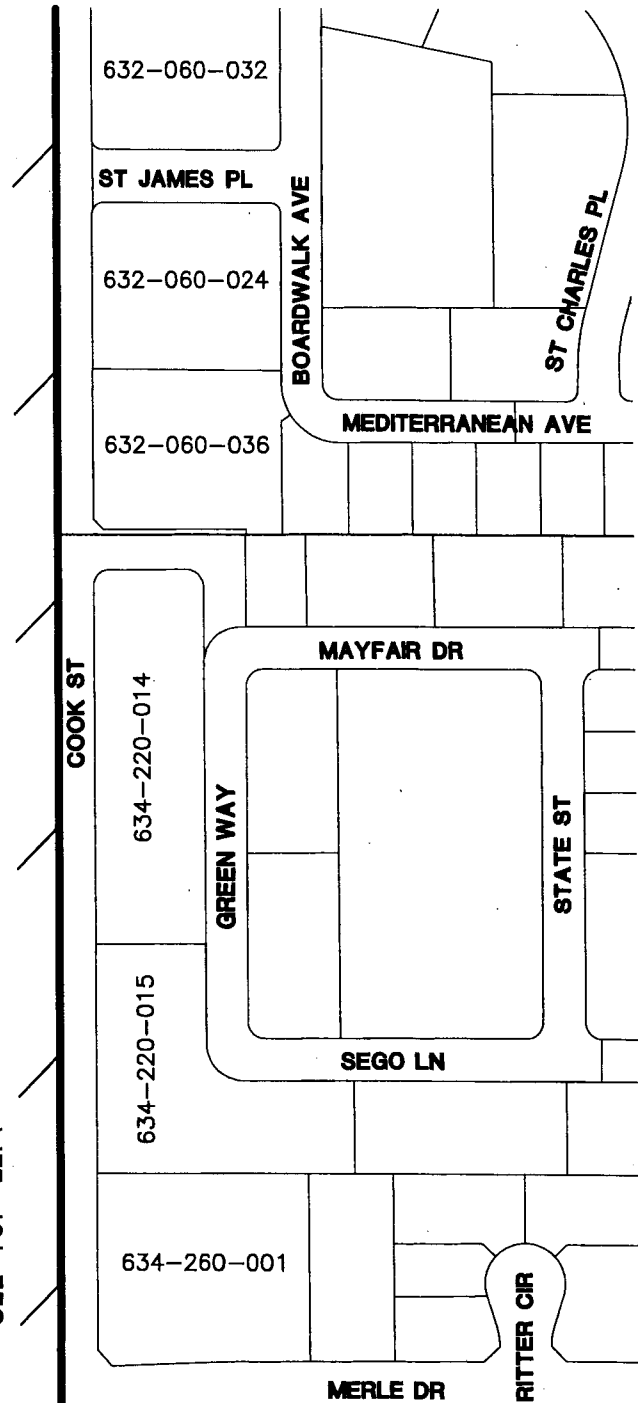 632-060-032
ST JAMES PL
BOARDWALK AVE
632-060-024
ST CHARLES PL
632-060-036
MEDITERRANEAN AVE
COOK ST
634-220-014
MAYFAIR DR
GREEN WAY
STATE ST
634-220-015
SEGO LN
634-260-001
RITTER CIR
MERLE DR